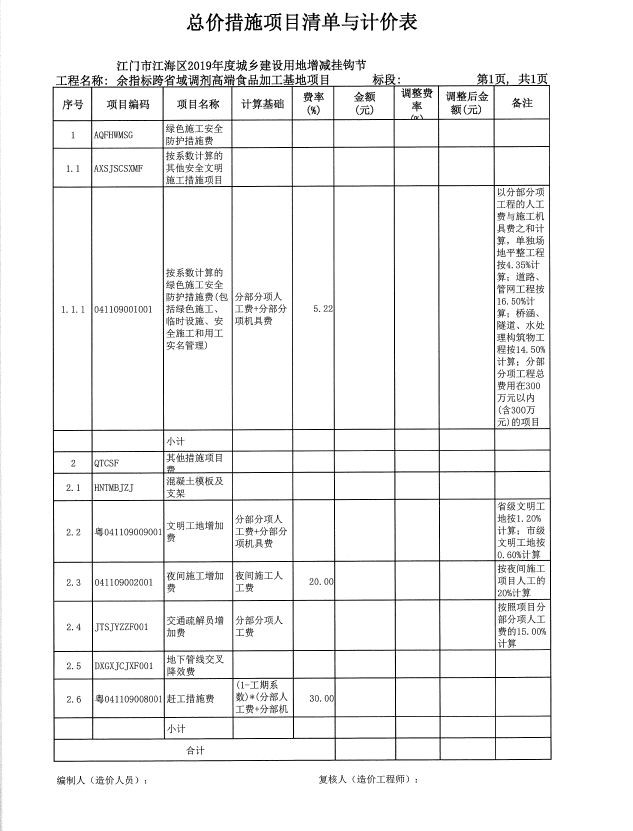 总价措施项目清单与计价表
江门市江海区2019年度城乡建设用地增减挂钩节
工程名称: 余指标跨省域调剂高端食品加工基地项目 标段: 第1页, 共1页
序号 项目编码 项目名称 计算基础 费率(%) 金额(元) 调整费率(%) 调整后金额(元) 备注
1 AQFHWMSG 绿色施工安全防护措施费
1.1 AXSJSCSXMF 按系数计算的其他安全文明施工措施项目
1.1.1 041109001001 按系数计算的绿色施工安全防护措施费(包括绿色施工、临时设施、安全施工和用工实名管理) 分部分项人工费+分部分项机具费 5.22 以分部分项工程的人工费与施工机具费之和计算，单独场地平整工程按4.35%计算；道路、管网工程按16.50%计算；桥涵、隧道、水处理构筑物工程按14.50%计算；分部分项工程总费用在300万元以内(含300万元)的项目
小计
2 QTCSF 其他措施项目费
2.1 HNTMBJZJ 混凝土模板及支架
2.2 粤041109009001 文明工地增加费 分部分项人工费+分部分项机具费 省级文明工地按1.20%计算；市级文明工地按0.60%计算
2.3 041109002001 夜间施工增加费 夜间施工人工费 20.00 按夜间施工项目人工的20%计算
2.4 JTSJYZZF001 交通疏解员增加费 分部分项人工费 按照项目分部分项人工费的15.00%计算
2.5 DXGXJCJXF001 地下管线交叉降效费
2.6 粤041109008001 赶工措施费 (1-工期系数)*(分部人工费+分部机 30.00
小计
合计
编制人（造价人员）: 复核人（造价工程师）: